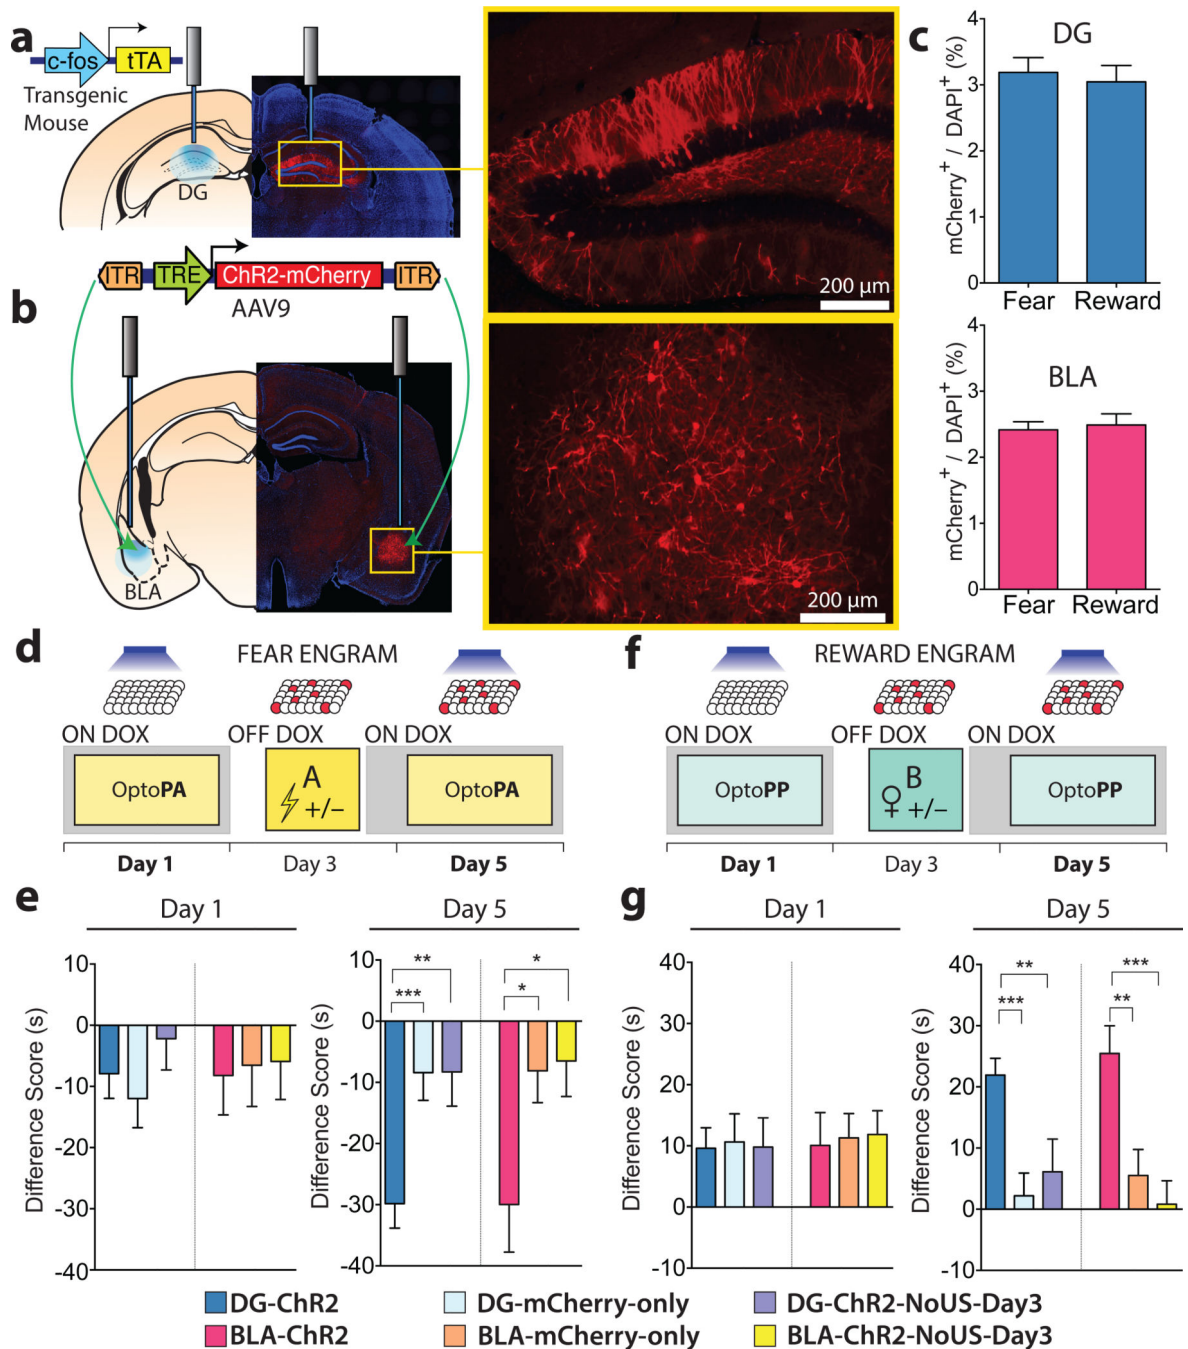 a
c-fos
tTA
Transgenic
Mouse
DG
200 µm
ITR
TRE
ChR2-mCherry
ITR
AAV9
b
BLA
200 µm
c
DG
mCherry+ / DAPI+ (%)
4
3
2
1
0
Fear
Reward
BLA
mCherry+ / DAPI+ (%)
4
3
2
1
0
Fear
Reward
d
FEAR ENGRAM
ON DOX
OFF DOX
ON DOX
OptoPA
A
+/−
OptoPA
Day 1
Day 3
Day 5
f
REWARD ENGRAM
ON DOX
OFF DOX
ON DOX
OptoPP
B
♀ +/−
OptoPP
Day 1
Day 3
Day 5
e
Day 1
Difference Score (s)
10
0
-10
-20
-30
-40
Day 5
Difference Score (s)
10
0
-10
-20
-30
-40
**
***
*
*
g
Day 1
Difference Score (s)
40
30
20
10
0
-10
Day 5
Difference Score (s)
40
30
20
10
0
-10
**
***
***
**
DG-ChR2
DG-mCherry-only
DG-ChR2-NoUS-Day3
BLA-ChR2
BLA-mCherry-only
BLA-ChR2-NoUS-Day3